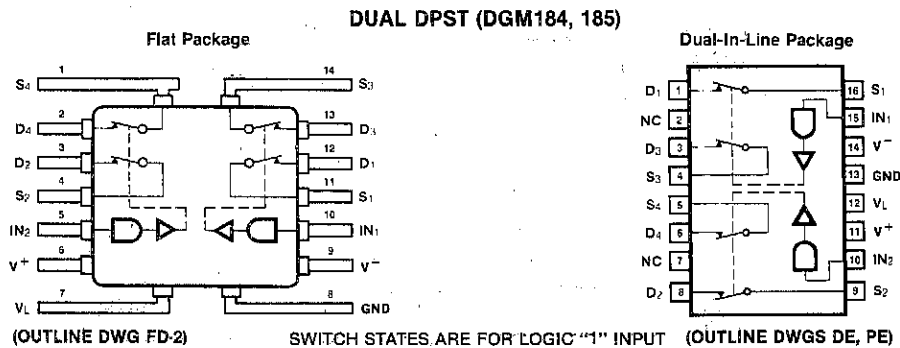 DUAL DPST (DGM184, 185)
Flat Package
S4 1
14 S3
D4 2
13 D3
D2 3
12 D1
S2 4
11 S1
IN2 5
10 IN1
V+ 6
9 V−
VL 7
8 GND
(OUTLINE DWG FD-2)
Dual-In-Line Package
D1 1
16 S1
NC 2
15 IN1
D3 3
14 V−
S3 4
13 GND
S4 5
12 VL
D4 6
11 V+
NC 7
10 IN2
D2 8
9 S2
(OUTLINE DWGS DE, PE)
SWITCH STATES ARE FOR LOGIC "1" INPUT